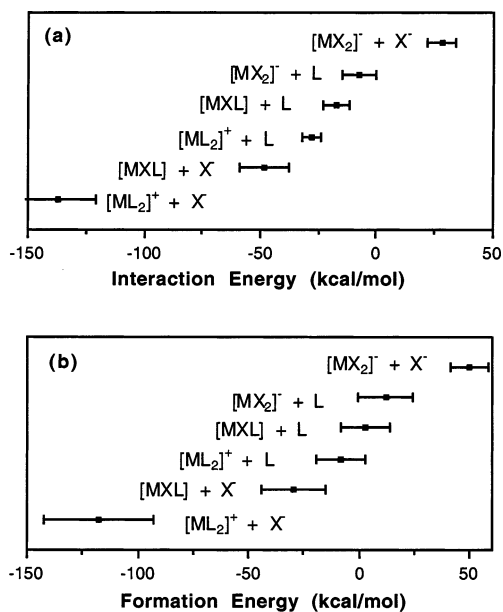 (a)
[MX₂]⁻ + X⁻
[MX₂]⁻ + L
[MXL] + L
[ML₂]⁺ + L
[MXL] + X⁻
[ML₂]⁺ + X⁻
-150 -100 -50 0 50
Interaction Energy (kcal/mol)
(b)
[MX₂]⁻ + X⁻
[MX₂]⁻ + L
[MXL] + L
[ML₂]⁺ + L
[MXL] + X⁻
[ML₂]⁺ + X⁻
-150 -100 -50 0 50
Formation Energy (kcal/mol)